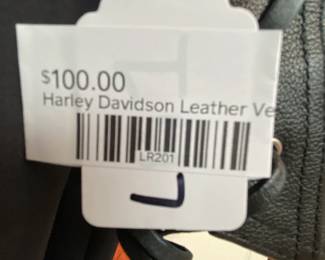 $100.00
Harley Davidson Leather Ve
LR201